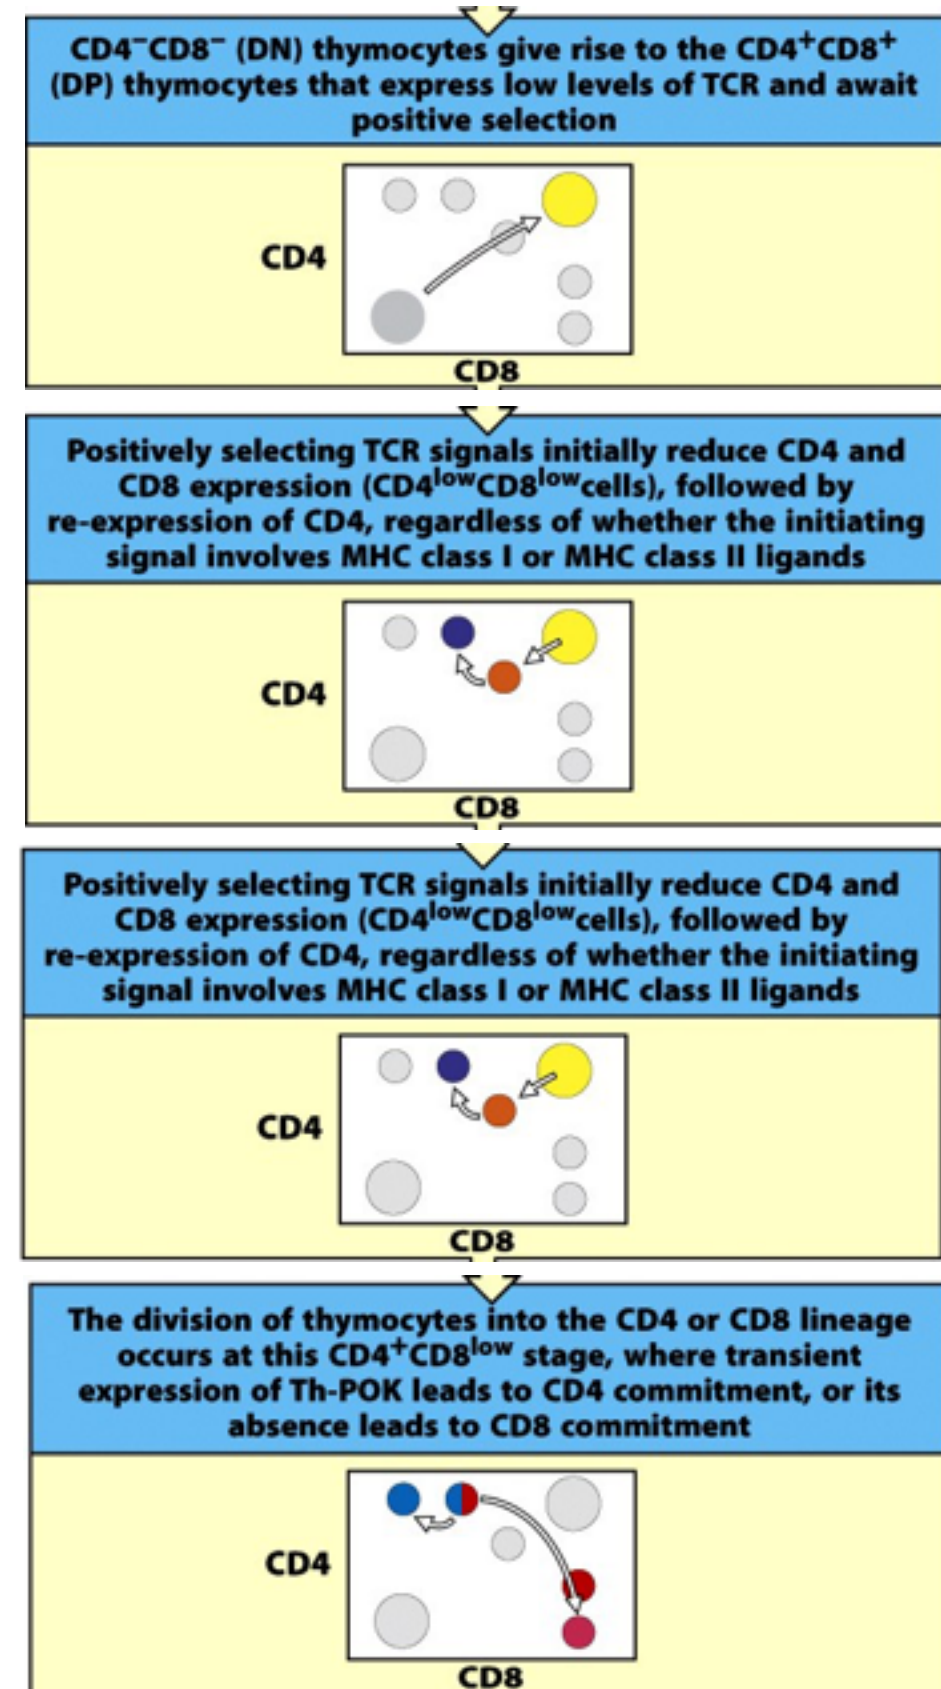 CD4⁻CD8⁻ (DN) thymocytes give rise to the CD4⁺CD8⁺
(DP) thymocytes that express low levels of TCR and await
positive selection
CD4
CD8
Positively selecting TCR signals initially reduce CD4 and
CD8 expression (CD4ˡᵒʷCD8ˡᵒʷcells), followed by
re-expression of CD4, regardless of whether the initiating
signal involves MHC class I or MHC class II ligands
CD4
CD8
Positively selecting TCR signals initially reduce CD4 and
CD8 expression (CD4ˡᵒʷCD8ˡᵒʷcells), followed by
re-expression of CD4, regardless of whether the initiating
signal involves MHC class I or MHC class II ligands
CD4
CD8
The division of thymocytes into the CD4 or CD8 lineage
occurs at this CD4⁺CD8ˡᵒʷ stage, where transient
expression of Th-POK leads to CD4 commitment, or its
absence leads to CD8 commitment
CD4
CD8